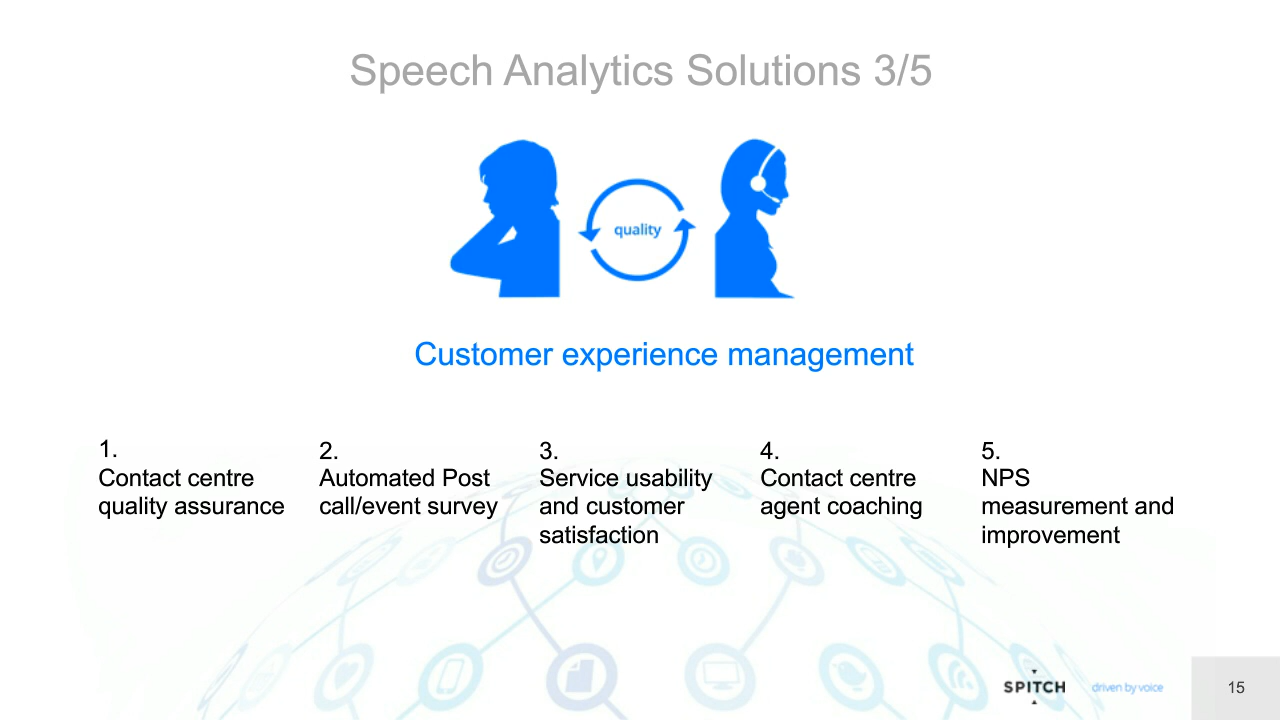 Speech Analytics Solutions 3/5
quality
Customer experience management
1.
Contact centre
quality assurance
2.
Automated Post
call/event survey
3.
Service usability
and customer
satisfaction
4.
Contact centre
agent coaching
5.
NPS
measurement and
improvement
SPITCH
driven by voice
15